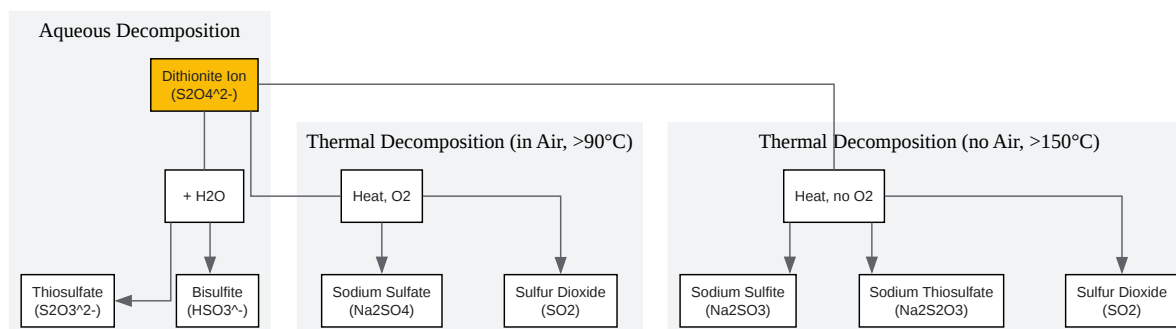 Aqueous Decomposition
Dithionite Ion
(S2O4^2-)
Thermal Decomposition (in Air, >90°C)
Thermal Decomposition (no Air, >150°C)
+ H2O
Heat, O2
Heat, no O2
Thiosulfate
(S2O3^2-)
Bisulfite
(HSO3^-)
Sodium Sulfate
(Na2SO4)
Sulfur Dioxide
(SO2)
Sodium Sulfite
(Na2SO3)
Sodium Thiosulfate
(Na2S2O3)
Sulfur Dioxide
(SO2)